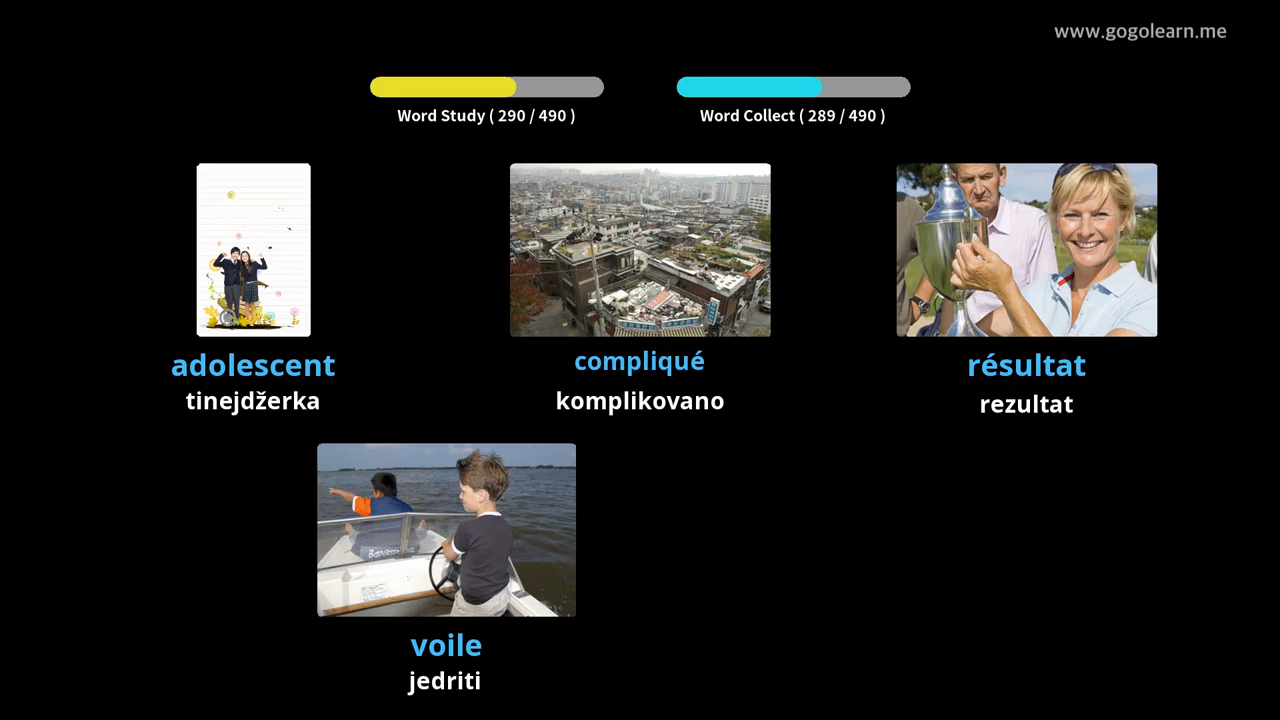 www.gogolearn.me
Word Study ( 290 / 490 )
Word Collect ( 289 / 490 )
adolescent
tinejdžerka
compliqué
komplikovano
résultat
rezultat
voile
jedriti